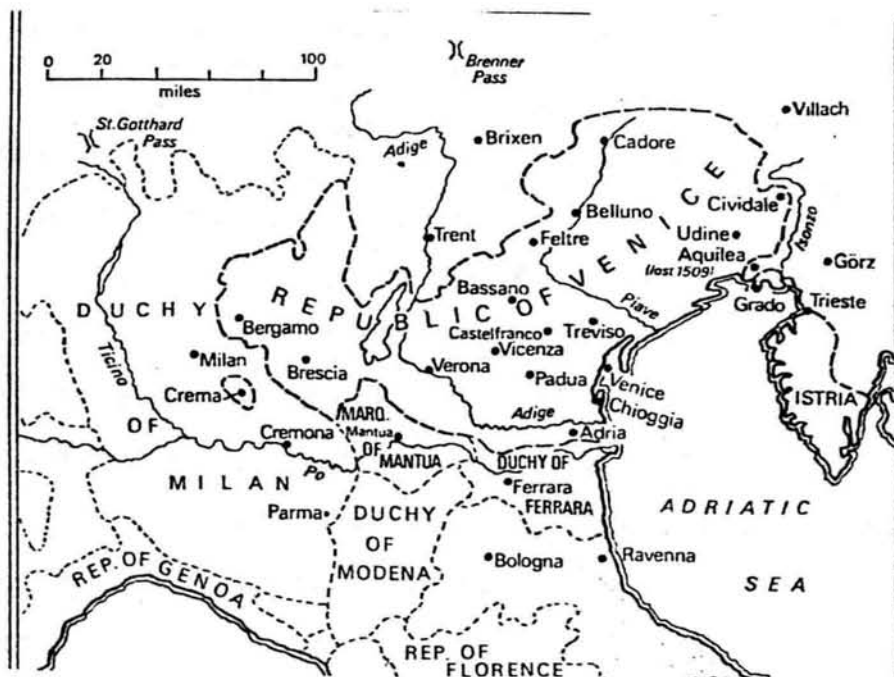 0 20 100
miles
Brenner
Pass
St.Gotthard
Pass
Villach
Brixen
Cadore
Adige
Cividale
Belluno
Trent
Feltre
Udine
Isonzo
Aquilea
(lost 1509)
Görz
REPUBLIC OF VENICE
Bassano
Grado
Trieste
Piave
DUCHY
Bergamo
Castelfranco
Treviso
Ticino
Milan
Vicenza
Brescia
Verona
Padua
Venice
Crema
Chioggia
ISTRIA
MARQ.
Adige
OF
Cremona
Mantua
Adria
OF
MANTUA
DUCHY OF
Po
MILAN
Ferrara
FERRARA
ADRIATIC
Parma
DUCHY
OF
MODENA
Bologna
Ravenna
SEA
REP. OF GENOA
REP. OF
FLORENCE